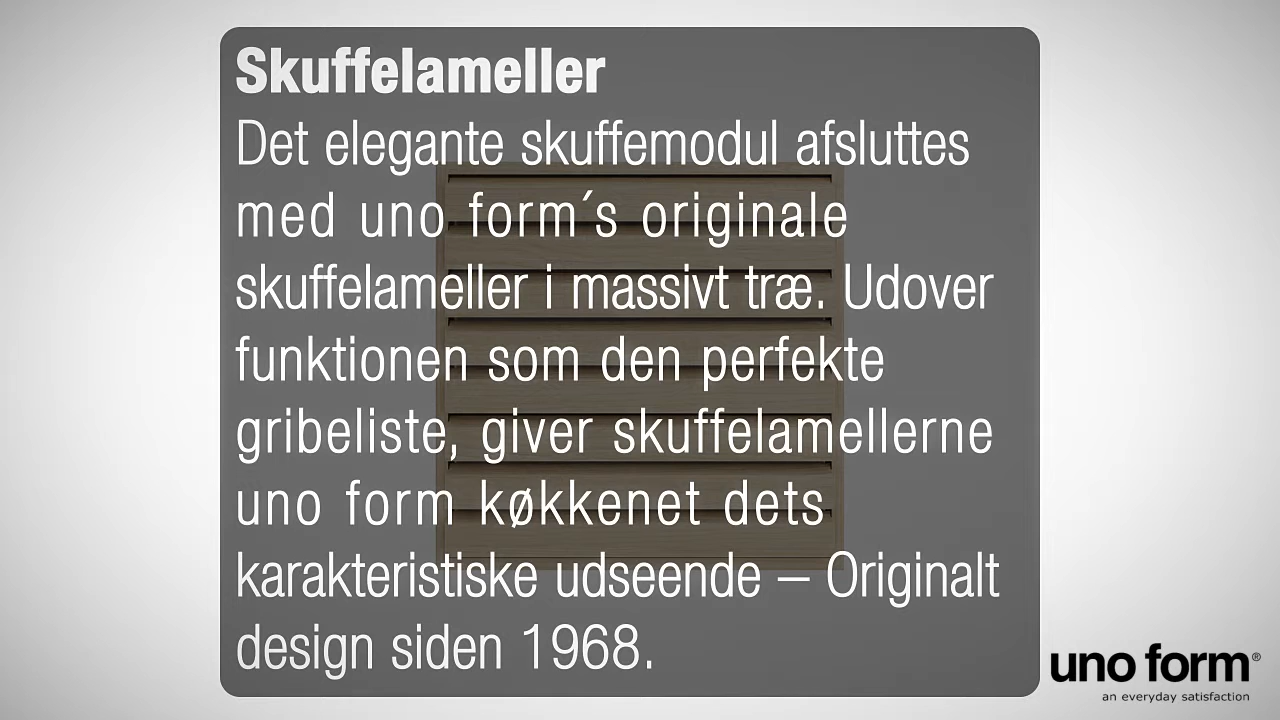 Skuffelameller
Det elegante skuffemodul afsluttes
med uno form´s originale
skuffelameller i massivt træ. Udover
funktionen som den perfekte
gribeliste, giver skuffelamellerne
uno form køkkenet dets
karakteristiske udseende – Originalt
design siden 1968.
uno form®
an everyday satisfaction